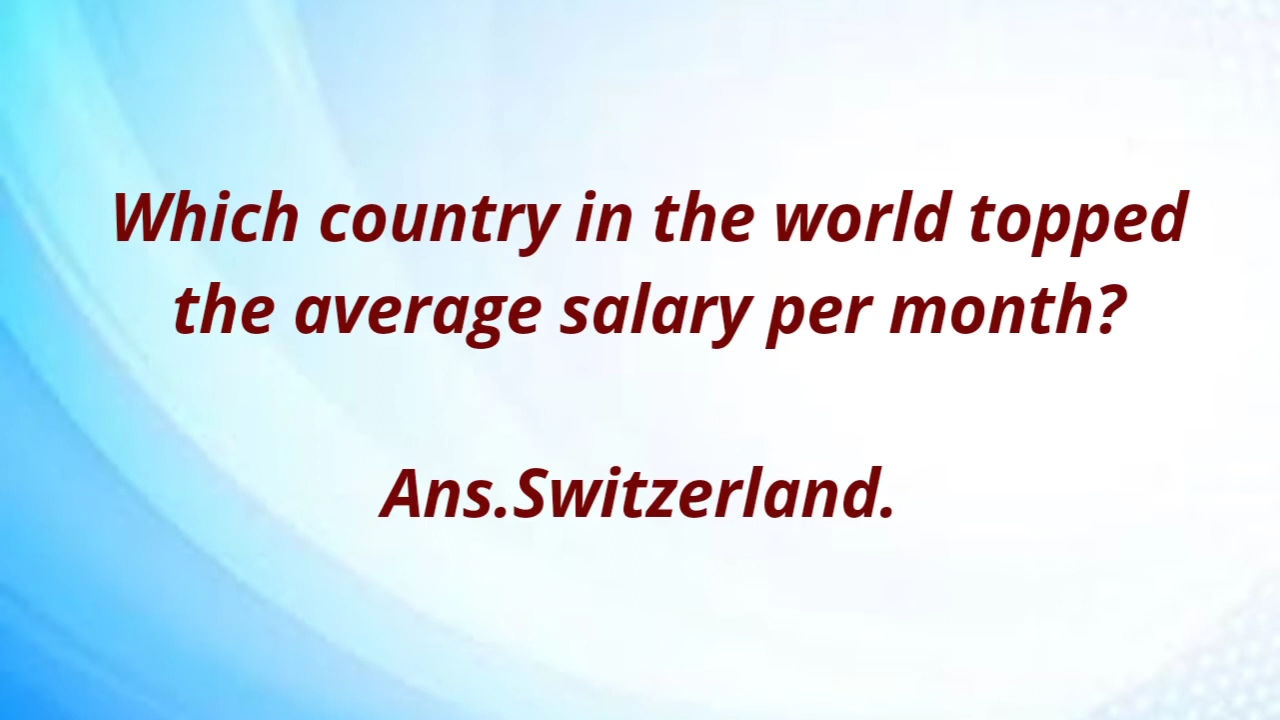 Which country in the world topped
the average salary per month?
Ans.Switzerland.